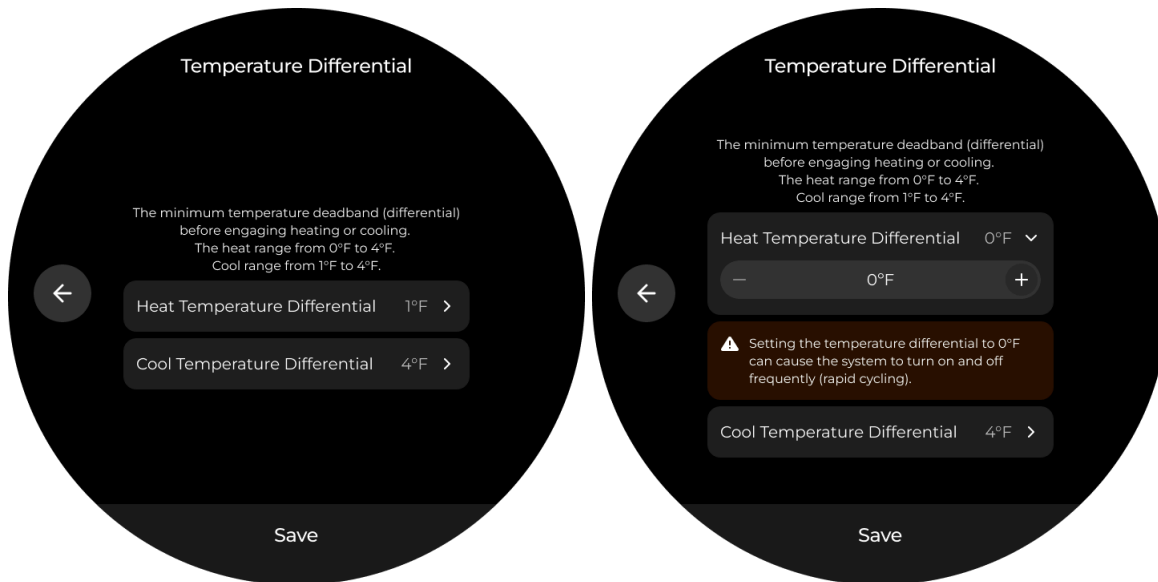 Temperature Differential
The minimum temperature deadband (differential)
before engaging heating or cooling.
The heat range from 0°F to 4°F.
Cool range from 1°F to 4°F.
Heat Temperature Differential 1°F
Cool Temperature Differential 4°F
Save
Temperature Differential
The minimum temperature deadband (differential)
before engaging heating or cooling.
The heat range from 0°F to 4°F.
Cool range from 1°F to 4°F.
Heat Temperature Differential 0°F
− 0°F +
Setting the temperature differential to 0°F
can cause the system to turn on and off
frequently (rapid cycling).
Cool Temperature Differential 4°F
Save